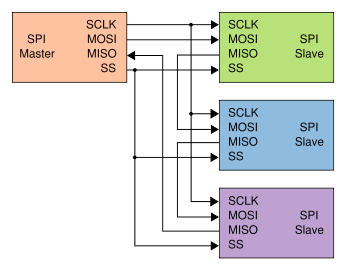 SCLK
SPI MOSI
Master MISO
SS
SCLK
MOSI SPI
MISO Slave
SS
SCLK
MOSI SPI
MISO Slave
SS
SCLK
MOSI SPI
MISO Slave
SS